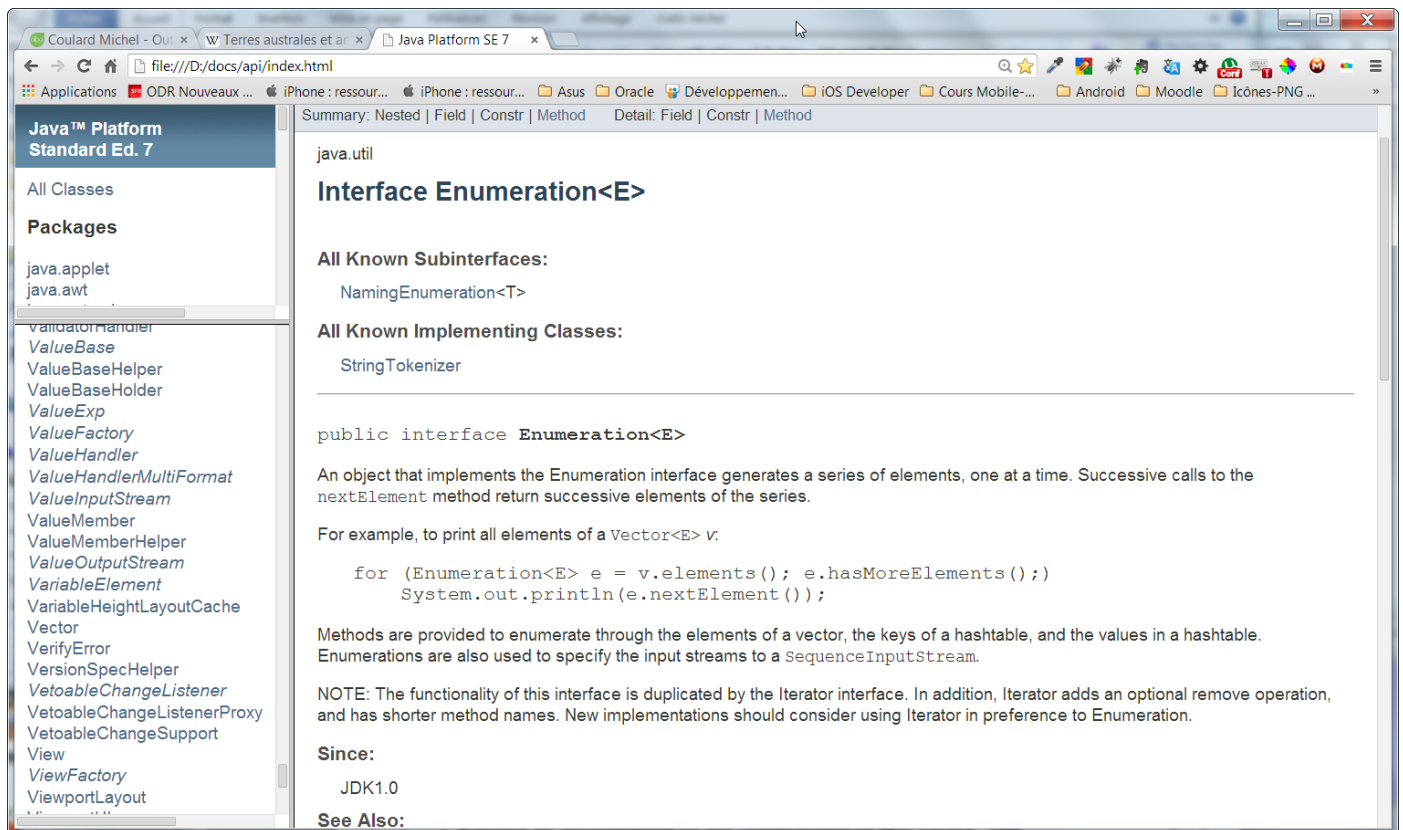 Coulard Michel - Out
Terres australes et an
Java Platform SE 7
file:///D:/docs/api/index.html
Applications
ODR Nouveaux ...
iPhone : ressour...
iPhone : ressour...
Asus
Oracle
Développemen...
iOS Developer
Cours Mobile-...
Android
Moodle
Icônes-PNG ...
»
Java™ Platform
Standard Ed. 7
All Classes
Packages
java.applet
java.awt
ValidatorHandler
ValueBase
ValueBaseHelper
ValueBaseHolder
ValueExp
ValueFactory
ValueHandler
ValueHandlerMultiFormat
ValueInputStream
ValueMember
ValueMemberHelper
ValueOutputStream
VariableElement
VariableHeightLayoutCache
Vector
VerifyError
VersionSpecHelper
VetoableChangeListener
VetoableChangeListenerProxy
VetoableChangeSupport
View
ViewFactory
ViewportLayout
Summary: Nested | Field | Constr | Method Detail: Field | Constr | Method
java.util
Interface Enumeration<E>
All Known Subinterfaces:
NamingEnumeration<T>
All Known Implementing Classes:
StringTokenizer
public interface Enumeration<E>
An object that implements the Enumeration interface generates a series of elements, one at a time. Successive calls to the
nextElement method return successive elements of the series.
For example, to print all elements of a Vector<E> v:
for (Enumeration<E> e = v.elements(); e.hasMoreElements();)
System.out.println(e.nextElement());
Methods are provided to enumerate through the elements of a vector, the keys of a hashtable, and the values in a hashtable.
Enumerations are also used to specify the input streams to a SequenceInputStream.
NOTE: The functionality of this interface is duplicated by the Iterator interface. In addition, Iterator adds an optional remove operation,
and has shorter method names. New implementations should consider using Iterator in preference to Enumeration.
Since:
JDK1.0
See Also: